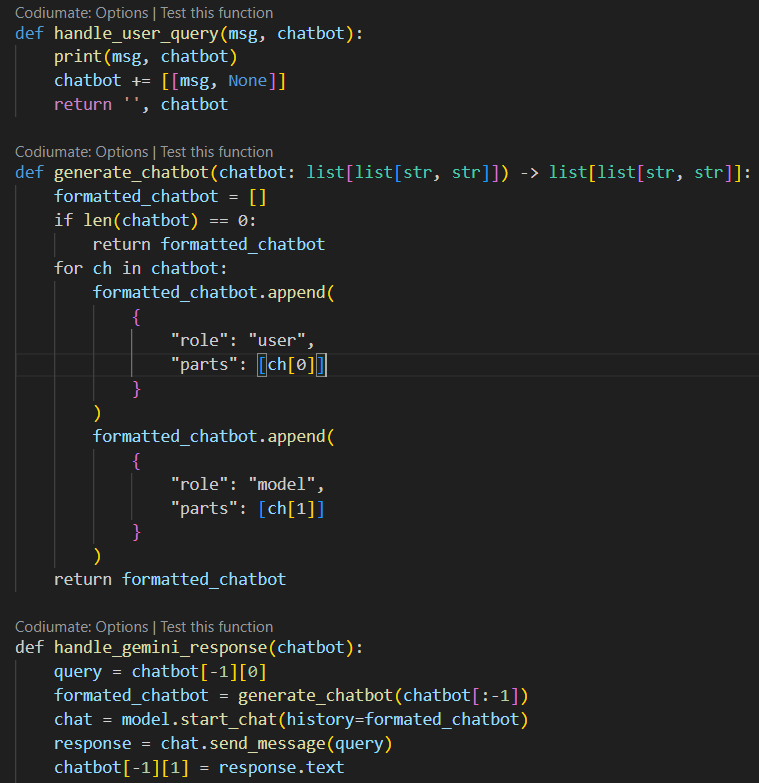 Codiumate: Options | Test this function
def handle_user_query(msg, chatbot):
    print(msg, chatbot)
    chatbot += [[msg, None]]
    return '', chatbot
Codiumate: Options | Test this function
def generate_chatbot(chatbot: list[list[str, str]]) -> list[list[str, str]]:
    formatted_chatbot = []
    if len(chatbot) == 0:
        return formatted_chatbot
    for ch in chatbot:
        formatted_chatbot.append(
            {
                "role": "user",
                "parts": [ch[0]]
            }
        )
        formatted_chatbot.append(
            {
                "role": "model",
                "parts": [ch[1]]
            }
        )
    return formatted_chatbot
Codiumate: Options | Test this function
def handle_gemini_response(chatbot):
    query = chatbot[-1][0]
    formated_chatbot = generate_chatbot(chatbot[:-1])
    chat = model.start_chat(history=formated_chatbot)
    response = chat.send_message(query)
    chatbot[-1][1] = response.text